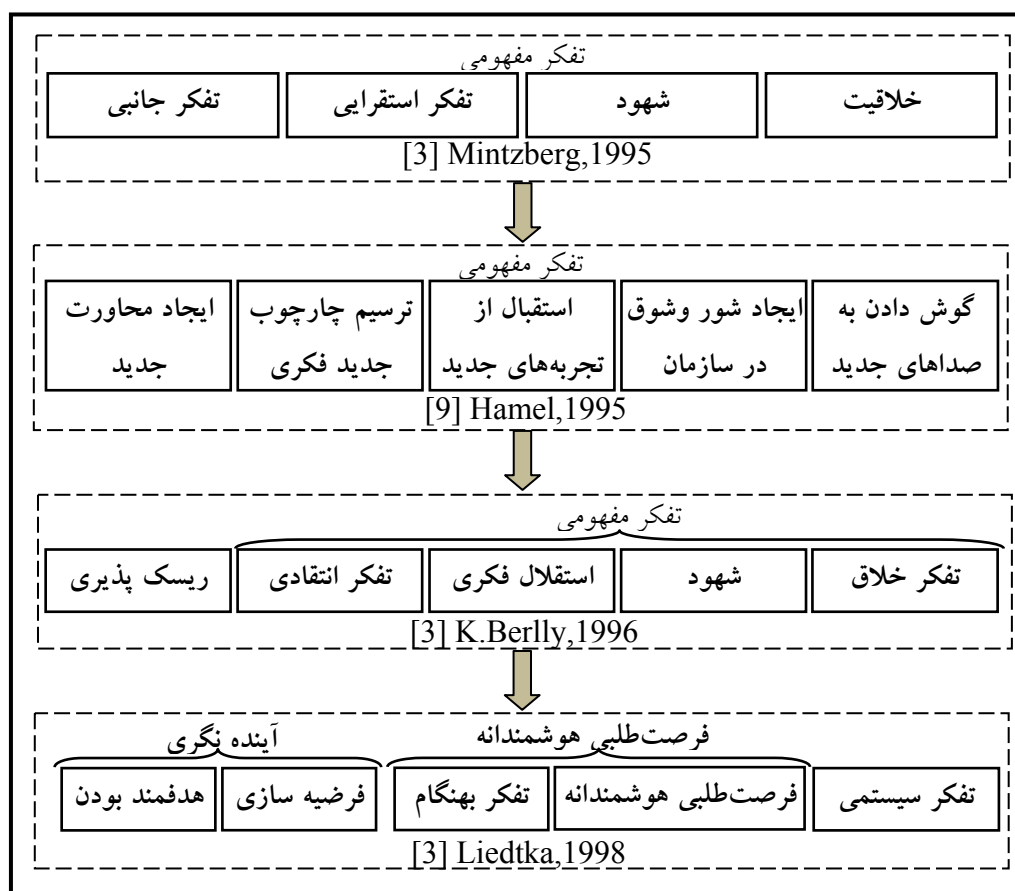 تفکر مفهومی
خلاقیت
شهود
تفکر استقرایی
تفکر جانبی
[3] Mintzberg,1995
تفکر مفهومی
گوش دادن به
صداهای جدید
ایجاد شور وشوق
در سازمان
استقبال از
تجربه‌های جدید
ترسیم چارچوب
جدید فکری
ایجاد محاورت
جدید
[9] Hamel,1995
تفکر مفهومی
تفکر خلاق
شهود
استقلال فکری
تفکر انتقادی
ریسک پذیری
[3] K.Berlly,1996
فرصت‌طلبی هوشمندانه
آینده نگری
تفکر سیستمی
فرصت‌طلبی هوشمندانه
تفکر بهنگام
فرضیه سازی
هدفمند بودن
[3] Liedtka,1998